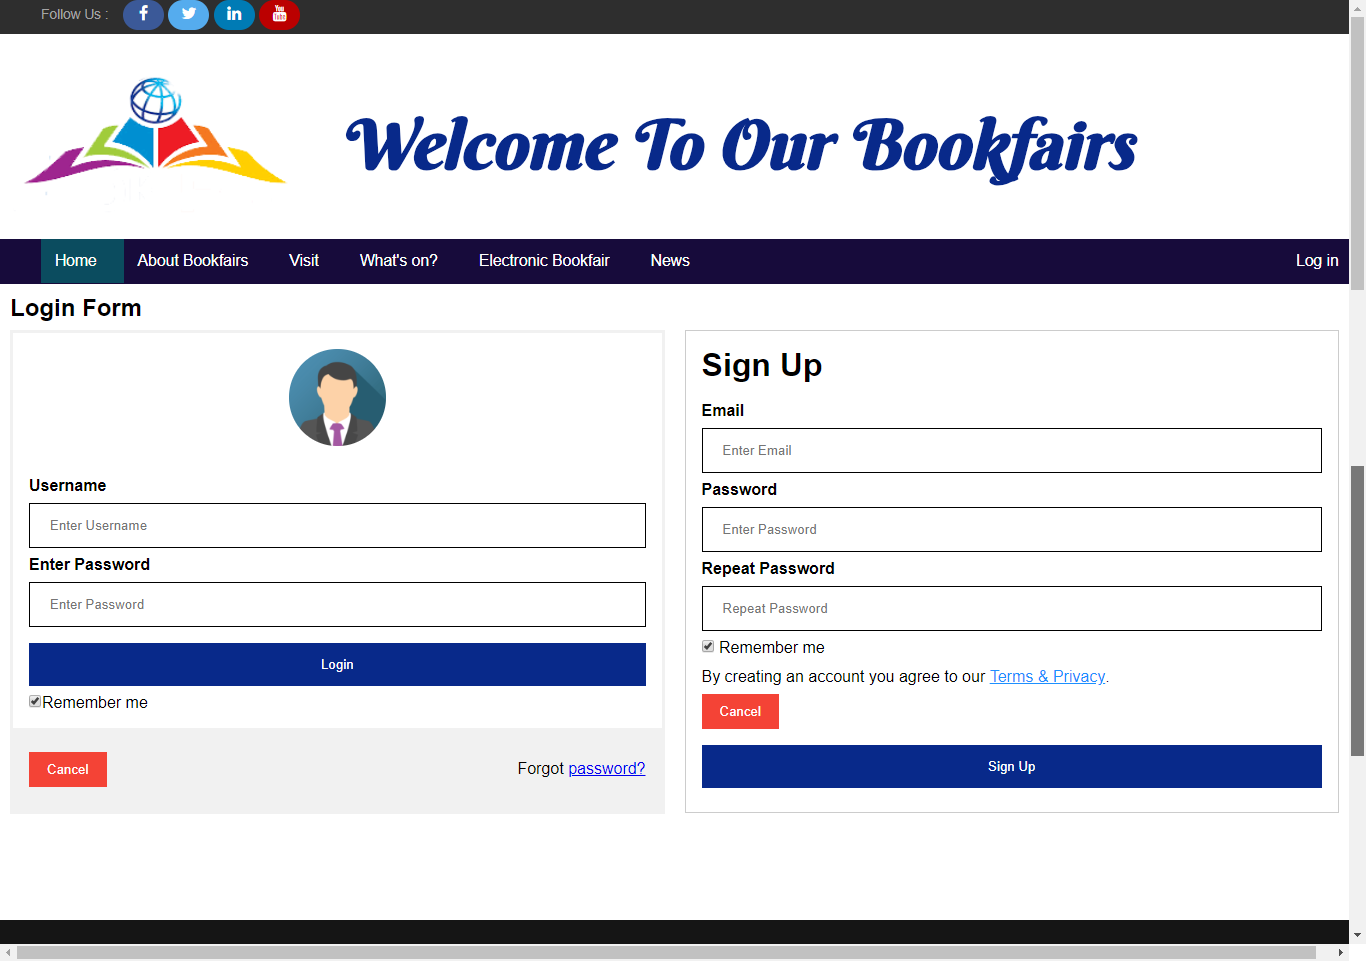 Follow Us :
You Tube
Welcome To Our Bookfairs
Home About Bookfairs Visit What's on? Electronic Bookfair News Log in
Login Form
Username
Enter Username
Enter Password
Enter Password
Login
Remember me
Cancel
Forgot password?
Sign Up
Email
Enter Email
Password
Enter Password
Repeat Password
Repeat Password
Remember me
By creating an account you agree to our Terms & Privacy.
Cancel
Sign Up